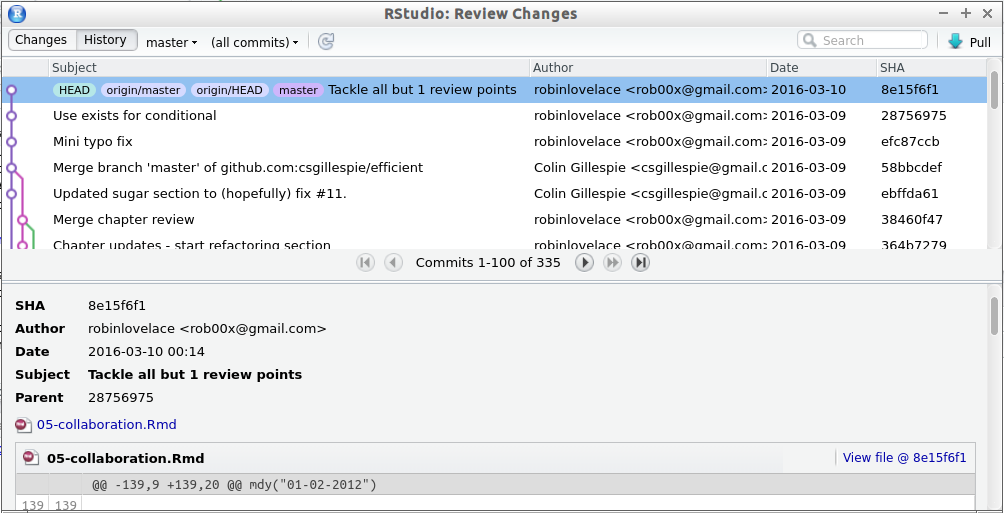 RStudio: Review Changes
Changes History master (all commits) Search Pull
Subject Author Date SHA
HEAD origin/master origin/HEAD master Tackle all but 1 review points robinlovelace <rob00x@gmail.com> 2016-03-10 8e15f6f1
Use exists for conditional robinlovelace <rob00x@gmail.com> 2016-03-09 28756975
Mini typo fix robinlovelace <rob00x@gmail.com> 2016-03-09 efc87ccb
Merge branch 'master' of github.com:csgillespie/efficient Colin Gillespie <csgillespie@gmail.c 2016-03-09 58bbcdef
Updated sugar section to (hopefully) fix #11. Colin Gillespie <csgillespie@gmail.c 2016-03-09 ebffda61
Merge chapter review robinlovelace <rob00x@gmail.com> 2016-03-09 38460f47
Chapter updates - start refactoring section robinlovelace <rob00x@gmail.com> 2016-03-09 364b7279
Commits 1-100 of 335
SHA 8e15f6f1
Author robinlovelace <rob00x@gmail.com>
Date 2016-03-10 00:14
Subject Tackle all but 1 review points
Parent 28756975
05-collaboration.Rmd
05-collaboration.Rmd View file @ 8e15f6f1
@@ -139,9 +139,20 @@ mdy("01-02-2012")
139 139